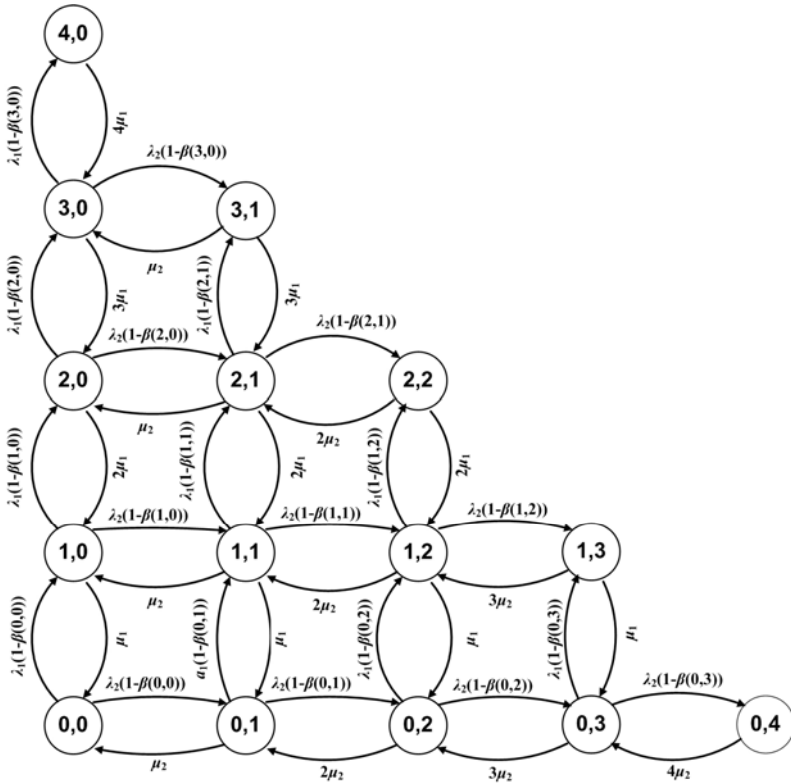 4,0
λ₁(1-β(3,0))
4μ₁
λ₂(1-β(3,0))
3,0
3,1
μ₂
λ₁(1-β(2,0))
3μ₁
λ₁(1-β(2,1))
3μ₁
λ₂(1-β(2,0))
λ₂(1-β(2,1))
2,0
2,1
2,2
μ₂
2μ₂
λ₁(1-β(1,0))
2μ₁
λ₁(1-β(1,1))
2μ₁
λ₁(1-β(1,2))
2μ₁
λ₂(1-β(1,0))
λ₂(1-β(1,1))
λ₂(1-β(1,2))
1,0
1,1
1,2
1,3
μ₂
2μ₂
3μ₂
λ₁(1-β(0,0))
μ₁
a₁(1-β(0,1))
μ₁
λ₁(1-β(0,2))
μ₁
λ₁(1-β(0,3))
μ₁
λ₂(1-β(0,0))
λ₂(1-β(0,1))
λ₂(1-β(0,2))
λ₂(1-β(0,3))
0,0
0,1
0,2
0,3
0,4
μ₂
2μ₂
3μ₂
4μ₂